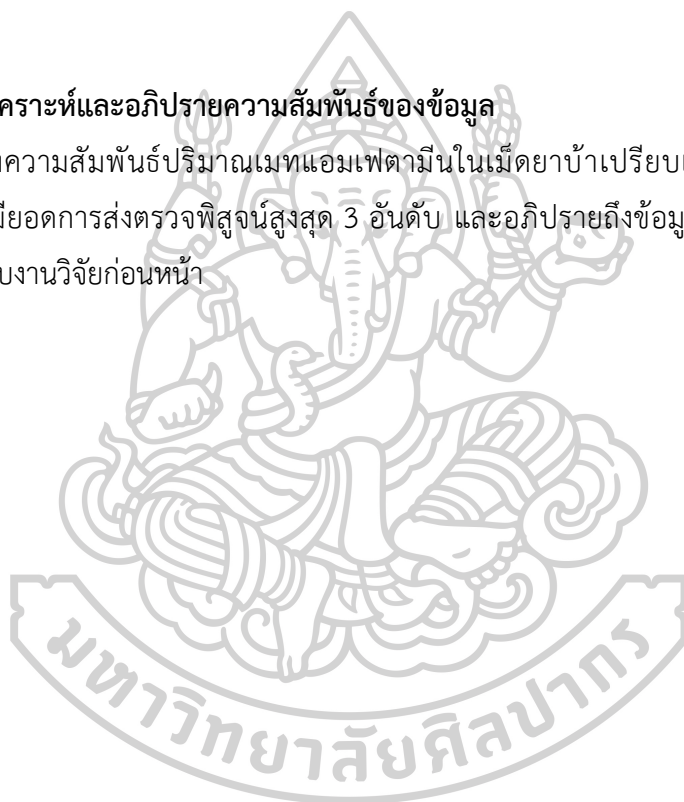 เคราะห์และอภิปรายความสัมพันธ์ของข้อมูล
ความสัมพันธ์ปริมาณเมทแอมเฟตามีนในเม็ดยาบ้าเปรียบเ
มียอดการส่งตรวจพิสูจน์สูงสุด 3 อันดับ และอภิปรายถึงข้อมู
บงานวิจัยก่อนหน้า
มหาวิทยาลัยศิลปากร